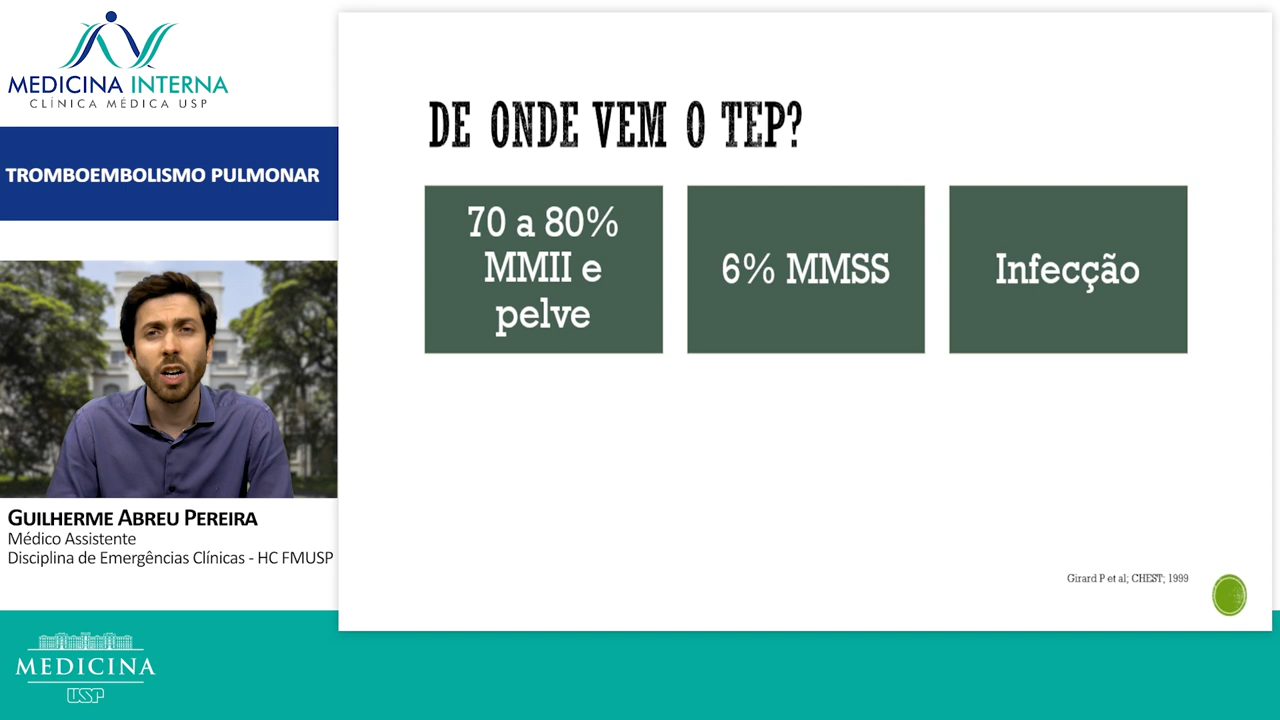 MEDICINA INTERNA
CLÍNICA MÉDICA USP
TROMBOEMBOLISMO PULMONAR
GUILHERME ABREU PEREIRA
Médico Assistente
Disciplina de Emergências Clínicas - HC FMUSP
MEDICINA
USP
DE ONDE VEM O TEP?
70 a 80%
MMII e
pelve
6% MMSS
Infecção
Girard P et al; CHEST; 1999